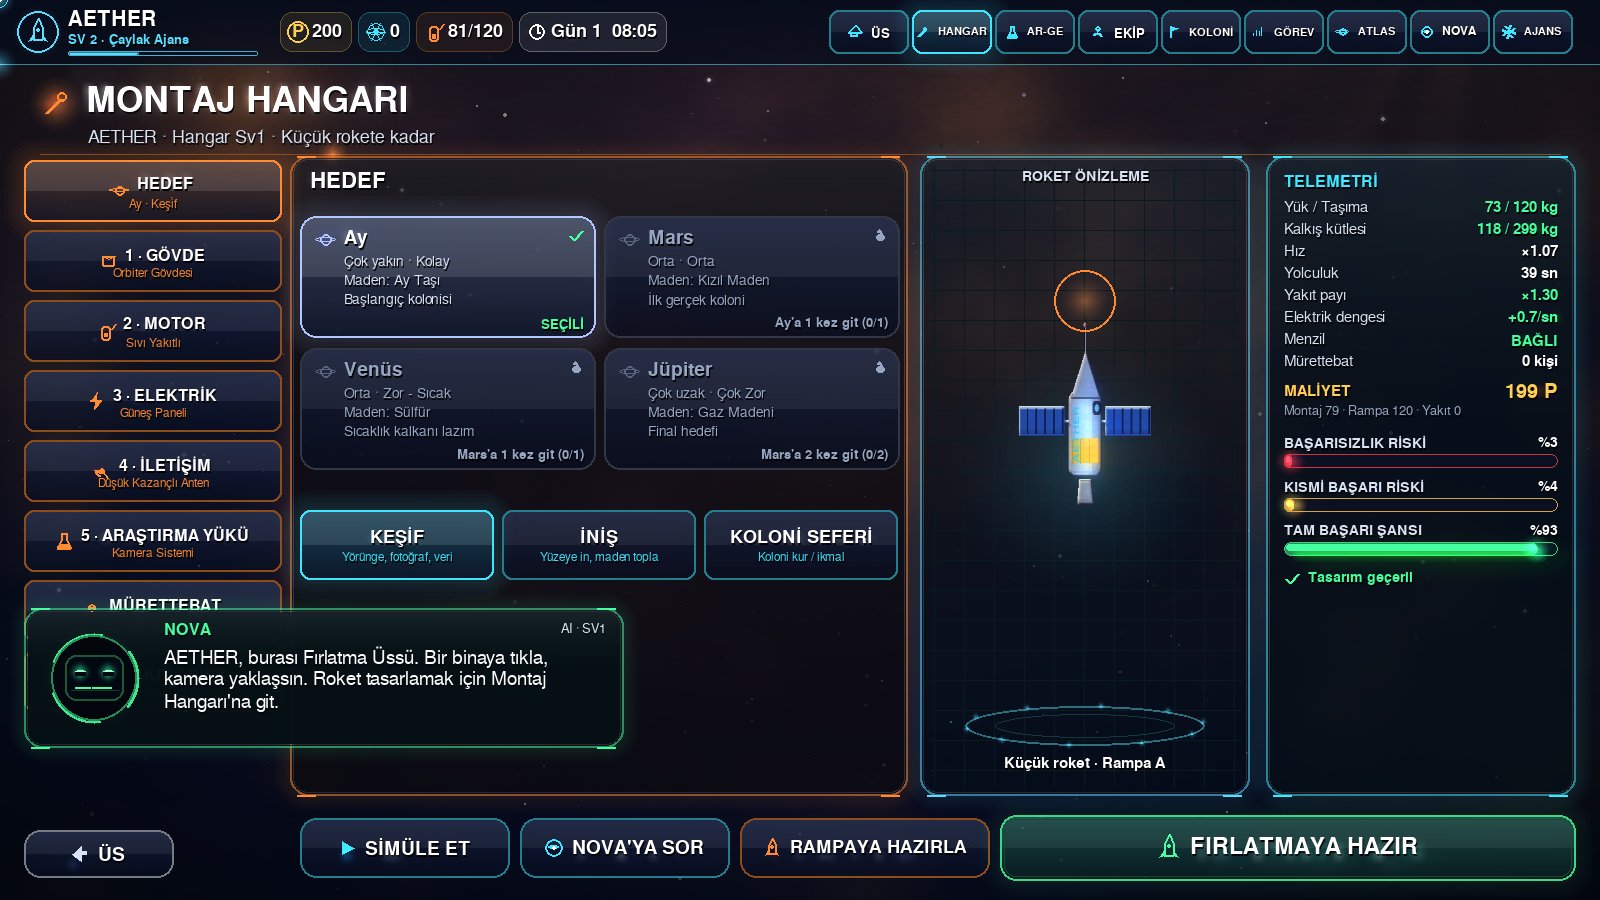 AETHER
SV 2 · Çaylak Ajans
200
0
81/120
Gün 1 08:05
ÜS
HANGAR
AR-GE
EKİP
KOLONİ
GÖREV
ATLAS
NOVA
AJANS
MONTAJ HANGARI
AETHER · Hangar Sv1 · Küçük rokete kadar
HEDEF
Ay · Keşif
1 · GÖVDE
Orbiter Gövdesi
2 · MOTOR
Sıvı Yakıtlı
3 · ELEKTRİK
Güneş Paneli
4 · İLETİŞİM
Düşük Kazançlı Anten
5 · ARAŞTIRMA YÜKÜ
Kamera Sistemi
MÜRETTEBAT
HEDEF
Ay
Çok yakın · Kolay
Maden: Ay Taşı
Başlangıç kolonisi
SEÇİLİ
Mars
Orta · Orta
Maden: Kızıl Maden
İlk gerçek koloni
Ay'a 1 kez git (0/1)
Venüs
Orta · Zor - Sıcak
Maden: Sülfür
Sıcaklık kalkanı lazım
Mars'a 1 kez git (0/1)
Jüpiter
Çok uzak · Çok Zor
Maden: Gaz Madeni
Final hedefi
Mars'a 2 kez git (0/2)
KEŞİF
Yörünge, fotoğraf, veri
İNİŞ
Yüzeye in, maden topla
KOLONİ SEFERİ
Koloni kur / ikmal
NOVA
AI · SV1
AETHER, burası Fırlatma Üssü. Bir binaya tıkla,
kamera yaklaşsın. Roket tasarlamak için Montaj
Hangarı'na git.
ROKET ÖNİZLEME
Küçük roket · Rampa A
TELEMETRİ
Yük / Taşıma 73 / 120 kg
Kalkış kütlesi 118 / 299 kg
Hız ×1.07
Yolculuk 39 sn
Yakıt payı ×1.30
Elektrik dengesi +0.7/sn
Menzil BAĞLI
Mürettebat 0 kişi
MALİYET 199 P
Montaj 79 · Rampa 120 · Yakıt 0
BAŞARISIZLIK RİSKİ %3
KISMİ BAŞARI RİSKİ %4
TAM BAŞARI ŞANSI %93
Tasarım geçerli
ÜS
SİMÜLE ET
NOVA'YA SOR
RAMPAYA HAZIRLA
FIRLATMAYA HAZIR